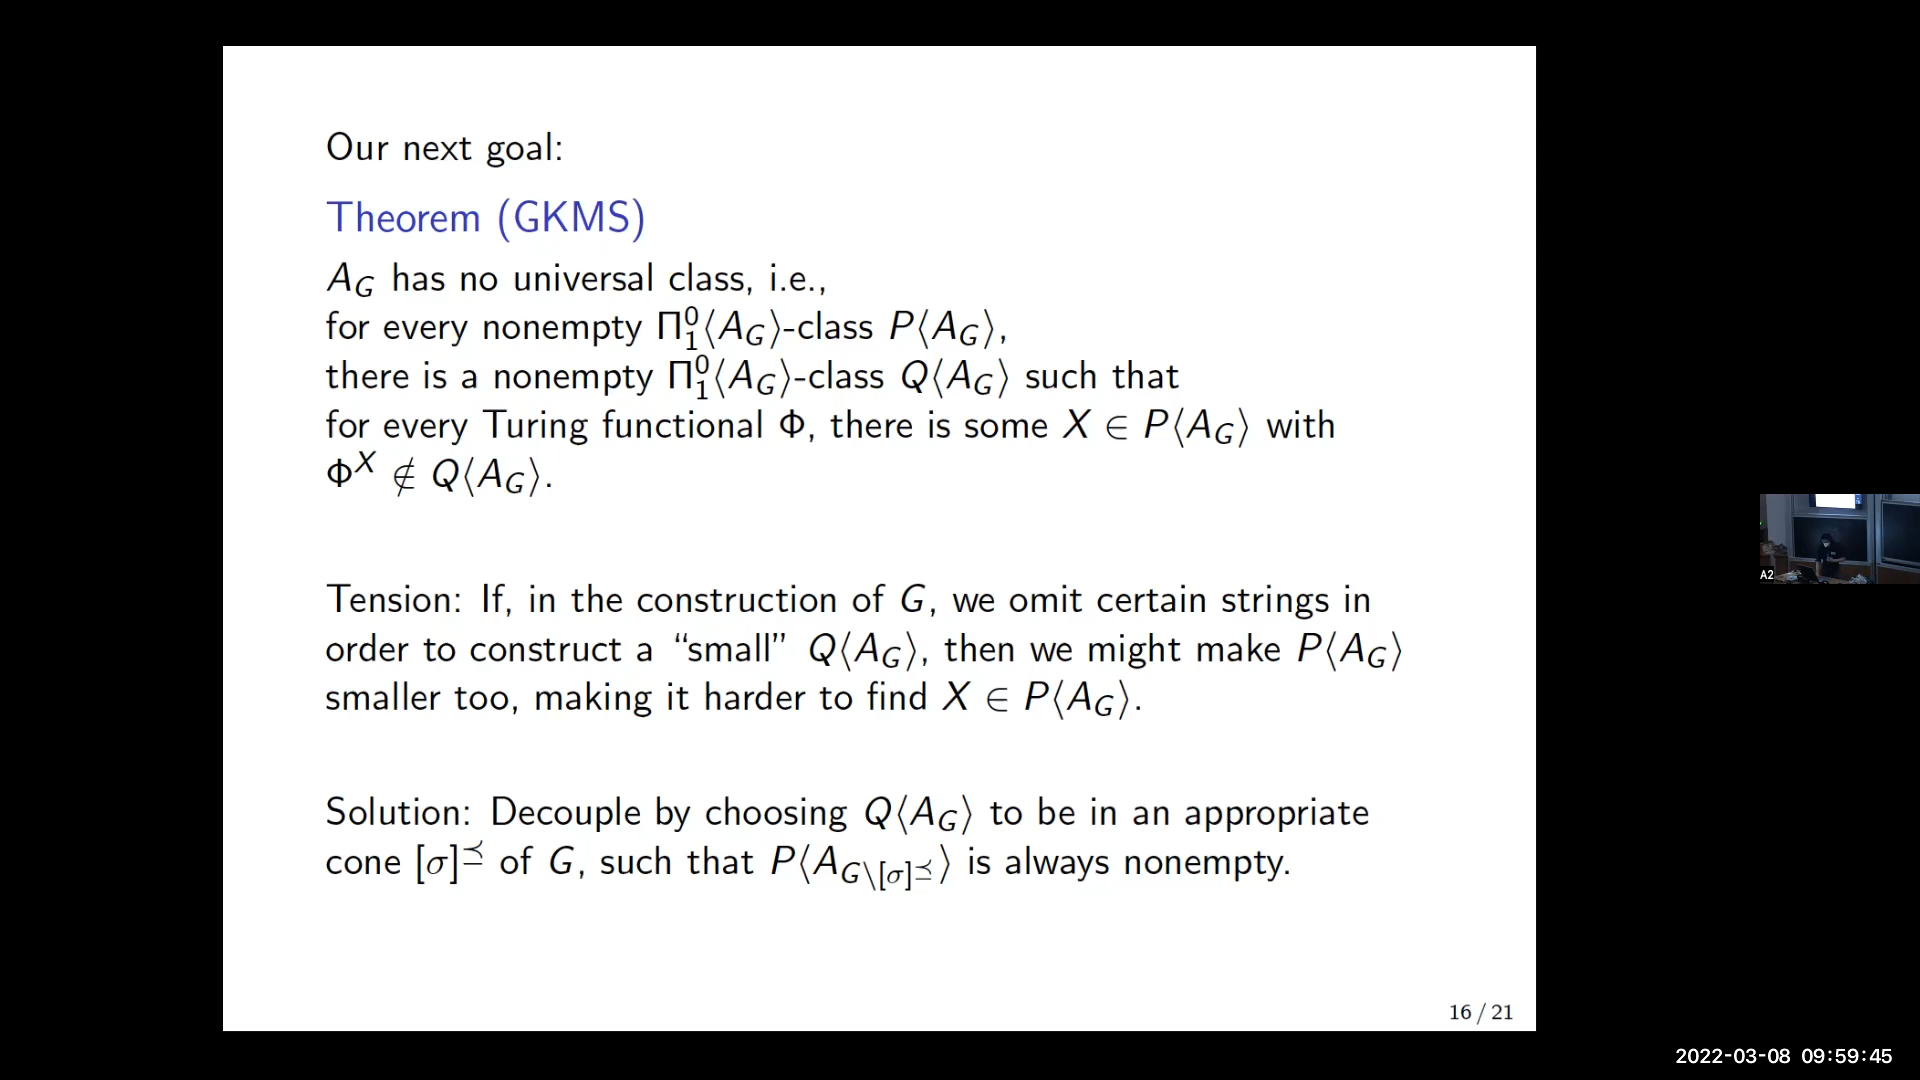 Our next goal:
Theorem (GKMS)
A_G has no universal class, i.e.,
for every nonempty Π⁰₁⟨A_G⟩-class P⟨A_G⟩,
there is a nonempty Π⁰₁⟨A_G⟩-class Q⟨A_G⟩ such that
for every Turing functional Φ, there is some X ∈ P⟨A_G⟩ with
Φ^X ∉ Q⟨A_G⟩.
Tension: If, in the construction of G, we omit certain strings in
order to construct a “small” Q⟨A_G⟩, then we might make P⟨A_G⟩
smaller too, making it harder to find X ∈ P⟨A_G⟩.
Solution: Decouple by choosing Q⟨A_G⟩ to be in an appropriate
cone [σ]^⪯ of G, such that P⟨A_{G\[σ]^⪯}⟩ is always nonempty.
16 / 21
A2
2022-03-08 09:59:45